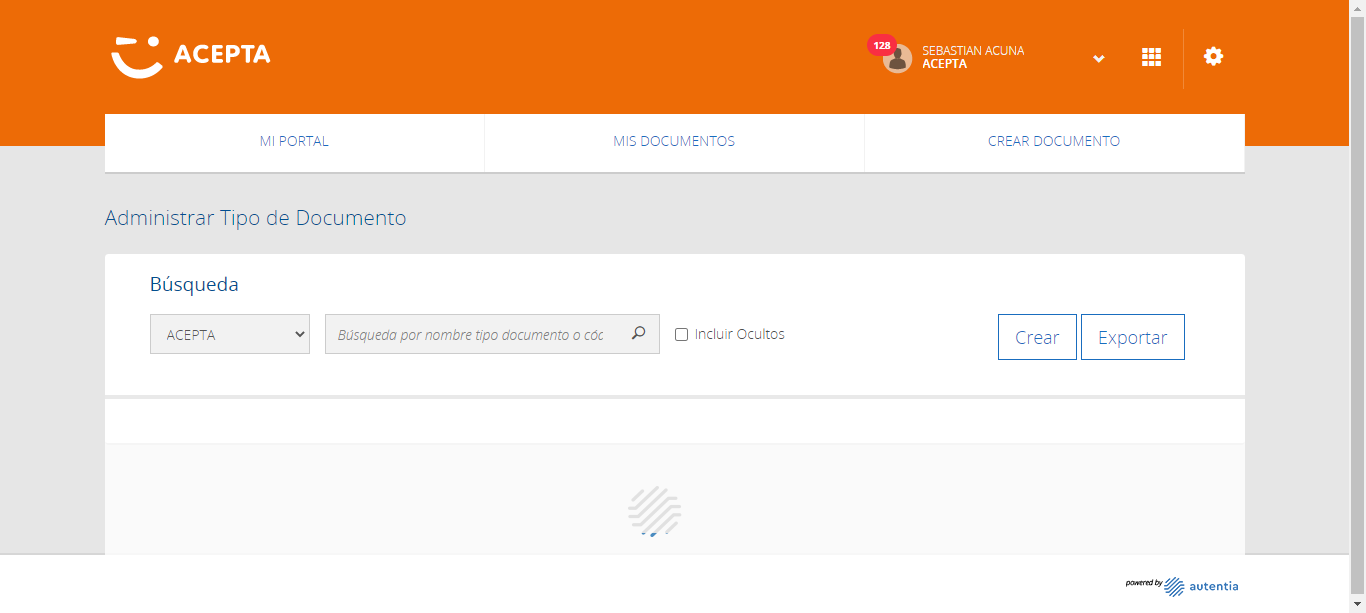 ACEPTA
128
SEBASTIAN ACUNA
ACEPTA
MI PORTAL
MIS DOCUMENTOS
CREAR DOCUMENTO
Administrar Tipo de Documento
Búsqueda
ACEPTA
Búsqueda por nombre tipo documento o cóc
Incluir Ocultos
Crear
Exportar
powered by
autentia